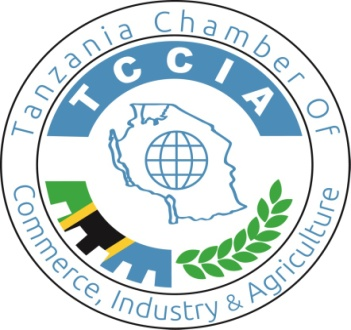 Tanzania Chamber Of
TCCIA
Commerce, Industry & Agriculture